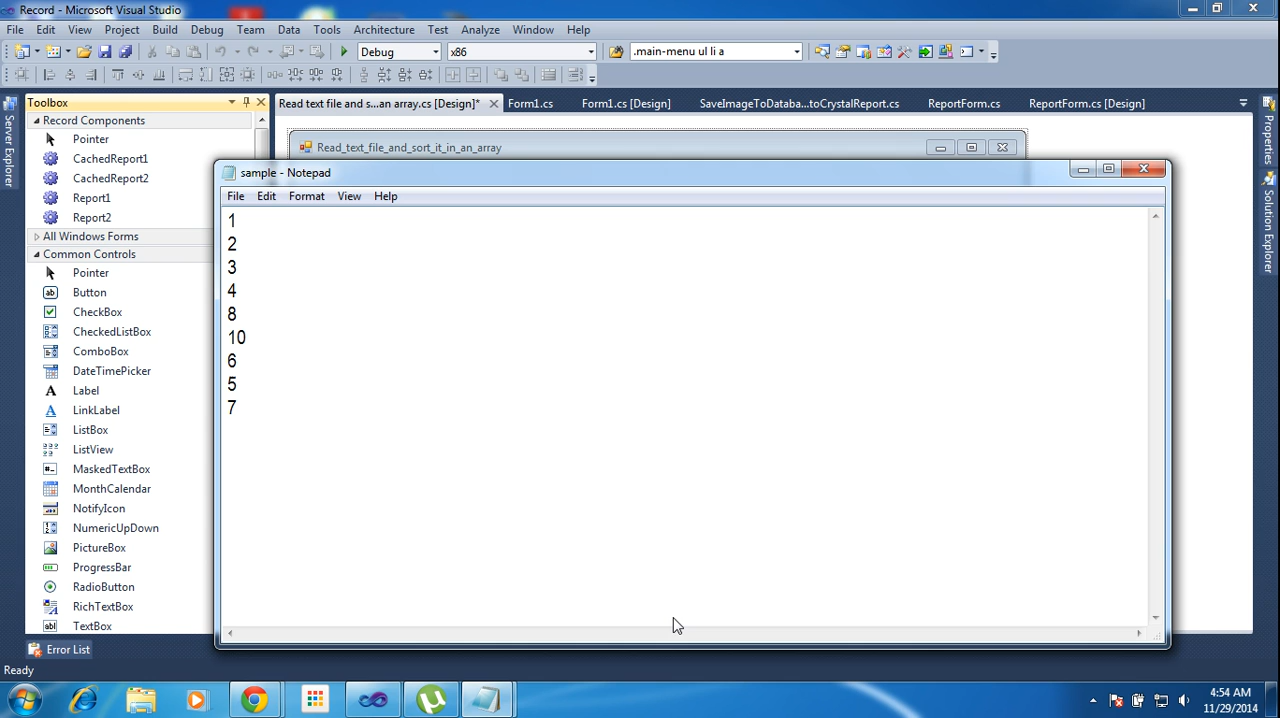 Record - Microsoft Visual Studio
File Edit View Project Build Debug Team Data Tools Architecture Test Analyze Window Help
Debug x86 .main-menu ul li a
Toolbox
Read text file and s...an array.cs [Design]* Form1.cs Form1.cs [Design] SaveImageToDataba...toCrystalReport.cs ReportForm.cs ReportForm.cs [Design]
Server Explorer
Properties
Solution Explorer
Record Components
Pointer
CachedReport1
CachedReport2
Report1
Report2
All Windows Forms
Common Controls
Pointer
Button
CheckBox
CheckedListBox
ComboBox
DateTimePicker
Label
LinkLabel
ListBox
ListView
MaskedTextBox
MonthCalendar
NotifyIcon
NumericUpDown
PictureBox
ProgressBar
RadioButton
RichTextBox
TextBox
Read_text_file_and_sort_it_in_an_array
sample - Notepad
File Edit Format View Help
1
2
3
4
8
10
6
5
7
Error List
Ready
4:54 AM
11/29/2014